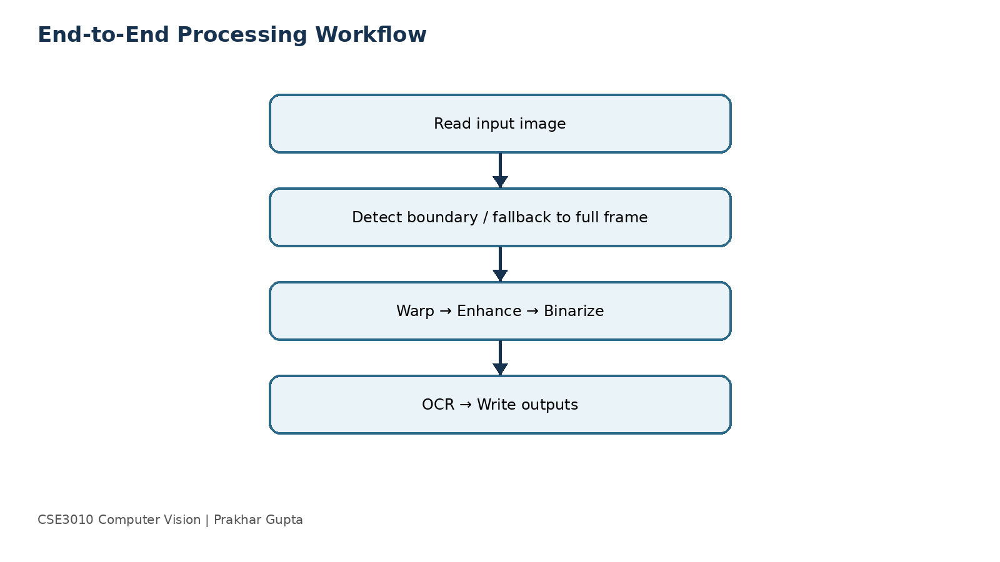 End-to-End Processing Workflow
Read input image
Detect boundary / fallback to full frame
Warp → Enhance → Binarize
OCR → Write outputs
CSE3010 Computer Vision | Prakhar Gupta